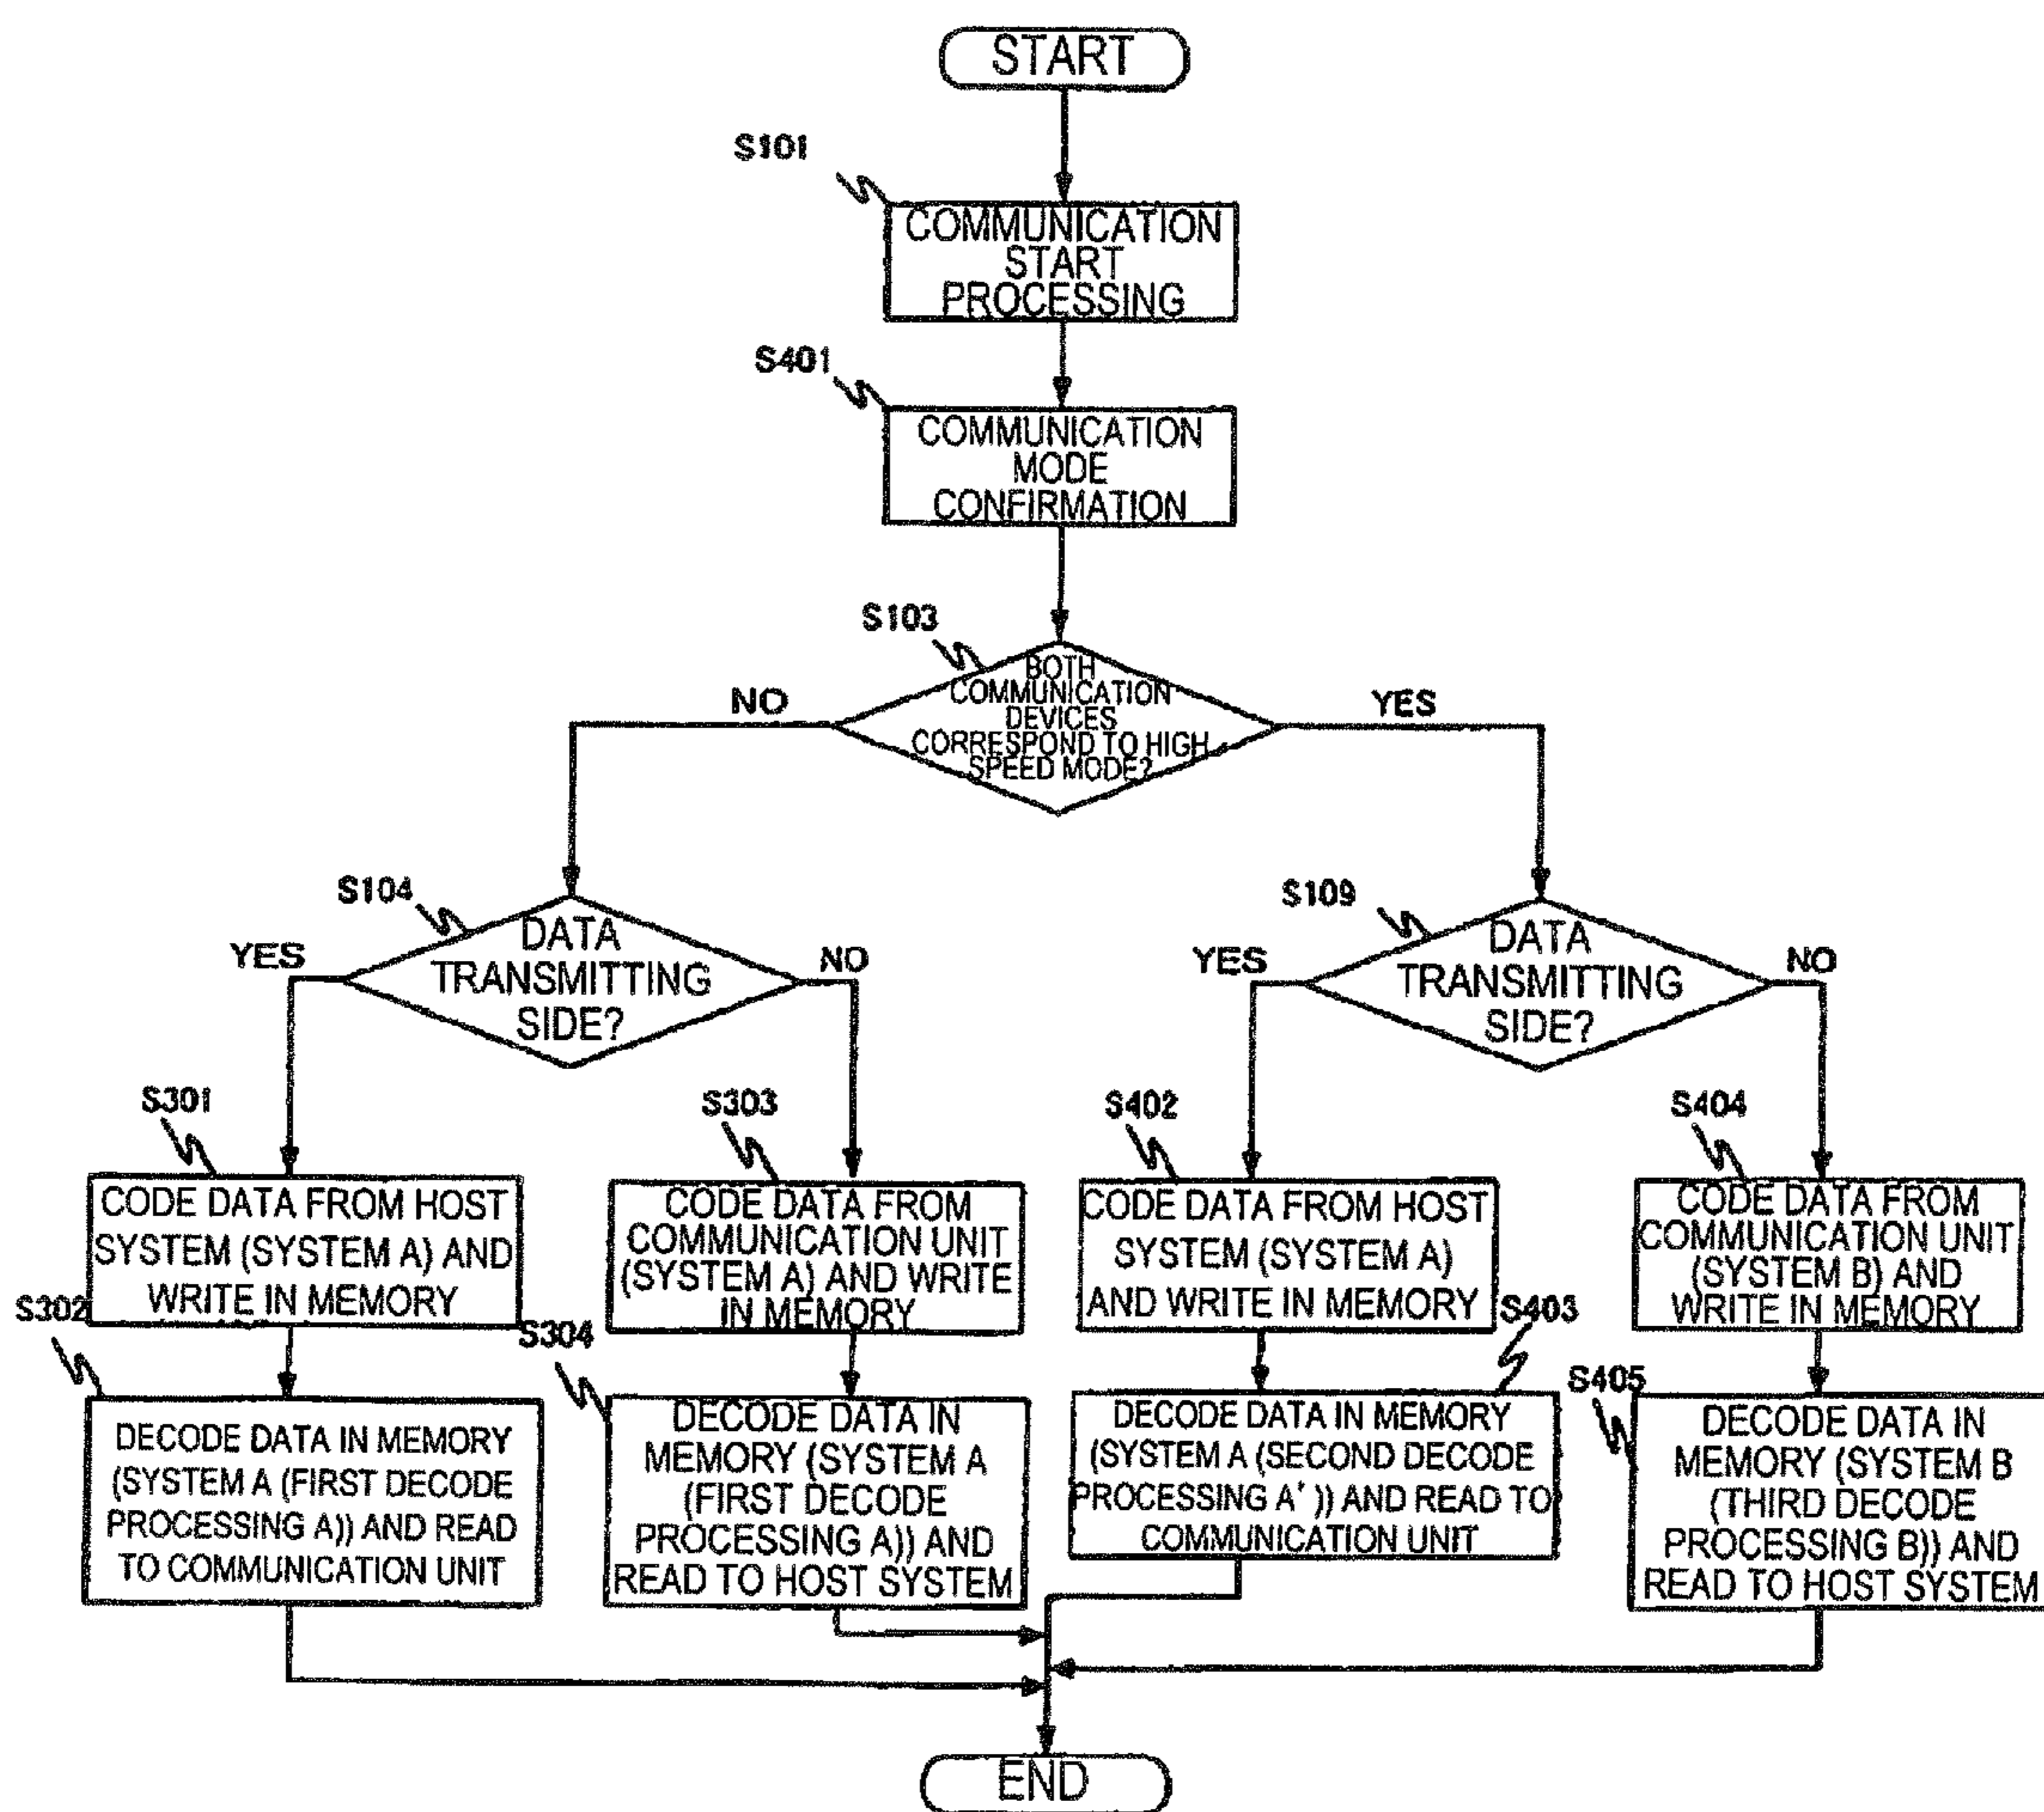 START
S101
COMMUNICATION
START
PROCESSING
S401
COMMUNICATION
MODE
CONFIRMATION
S103
BOTH
COMMUNICATION
DEVICES
CORRESPOND TO HIGH
SPEED MODE?
NO
YES
S104
DATA
TRANSMITTING
SIDE?
YES
NO
S109
DATA
TRANSMITTING
SIDE?
YES
NO
S301
CODE DATA FROM HOST
SYSTEM (SYSTEM A) AND
WRITE IN MEMORY
S303
CODE DATA FROM
COMMUNICATION UNIT
(SYSTEM A) AND WRITE
IN MEMORY
S402
CODE DATA FROM HOST
SYSTEM (SYSTEM A)
AND WRITE IN MEMORY
S404
CODE DATA FROM
COMMUNICATION UNIT
(SYSTEM B) AND
WRITE IN MEMORY
S302
DECODE DATA IN MEMORY
(SYSTEM A (FIRST DECODE
PROCESSING A)) AND READ
TO COMMUNICATION UNIT
S304
DECODE DATA IN
MEMORY (SYSTEM A
(FIRST DECODE
PROCESSING A)) AND
READ TO HOST SYSTEM
S403
DECODE DATA IN MEMORY
(SYSTEM A (SECOND DECODE
PROCESSING A' )) AND READ TO
COMMUNICATION UNIT
S405
DECODE DATA IN
MEMORY (SYSTEM B
(THIRD DECODE
PROCESSING B)) AND
READ TO HOST SYSTEM
END